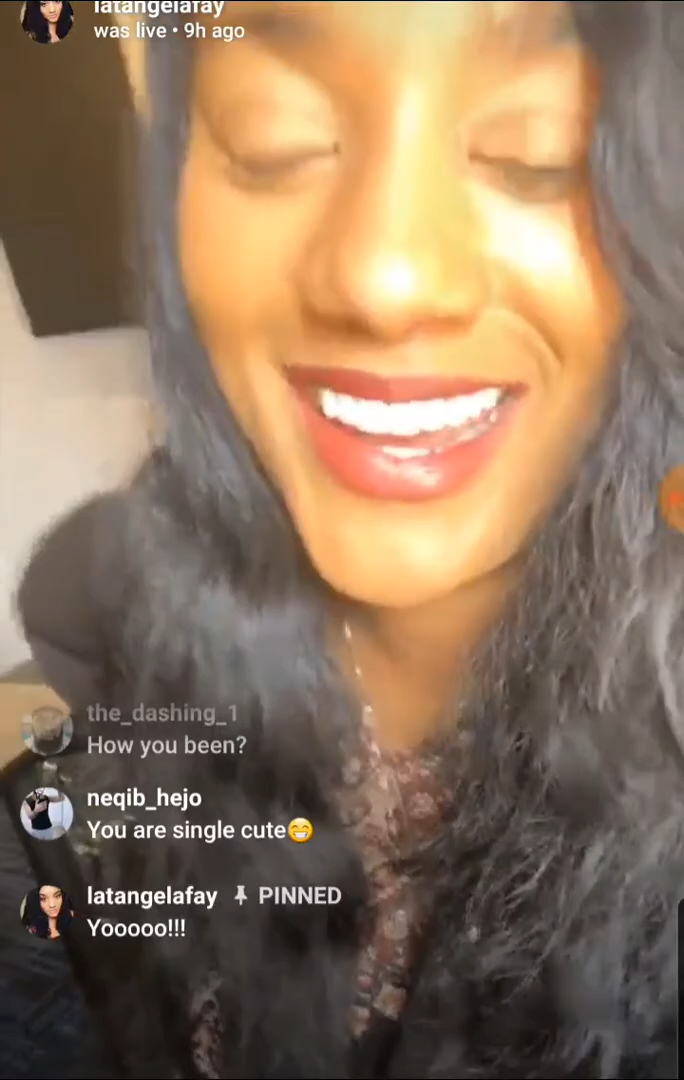 latangelafay
was live • 9h ago
the_dashing_1
How you been?
neqib_hejo
You are single cute😁
latangelafay PINNED
Yooooo!!!